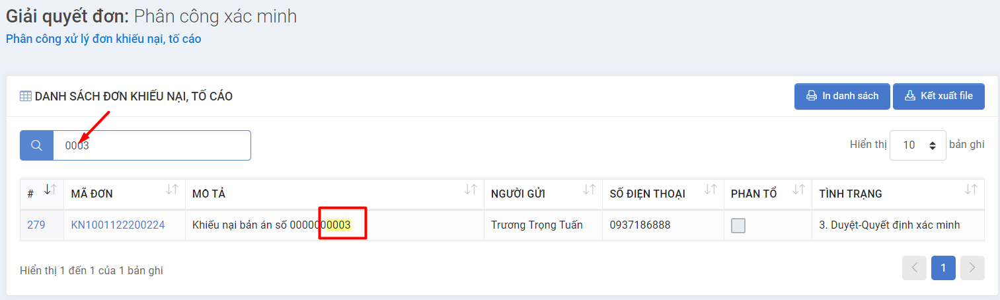 Giải quyết đơn: Phân công xác minh
Phân công xử lý đơn khiếu nại, tố cáo
DANH SÁCH ĐƠN KHIẾU NẠI, TỐ CÁO
In danh sách
Kết xuất file
0003
Hiển thị 10 bản ghi
# MÃ ĐƠN MÔ TẢ NGƯỜI GỬI SỐ ĐIỆN THOẠI PHÂN TỔ TÌNH TRẠNG
279 KN1001122200224 Khiếu nại bản án số 0000000003 Trương Trọng Tuấn 0937186888 3. Duyệt-Quyết định xác minh
Hiển thị 1 đến 1 của 1 bản ghi
1